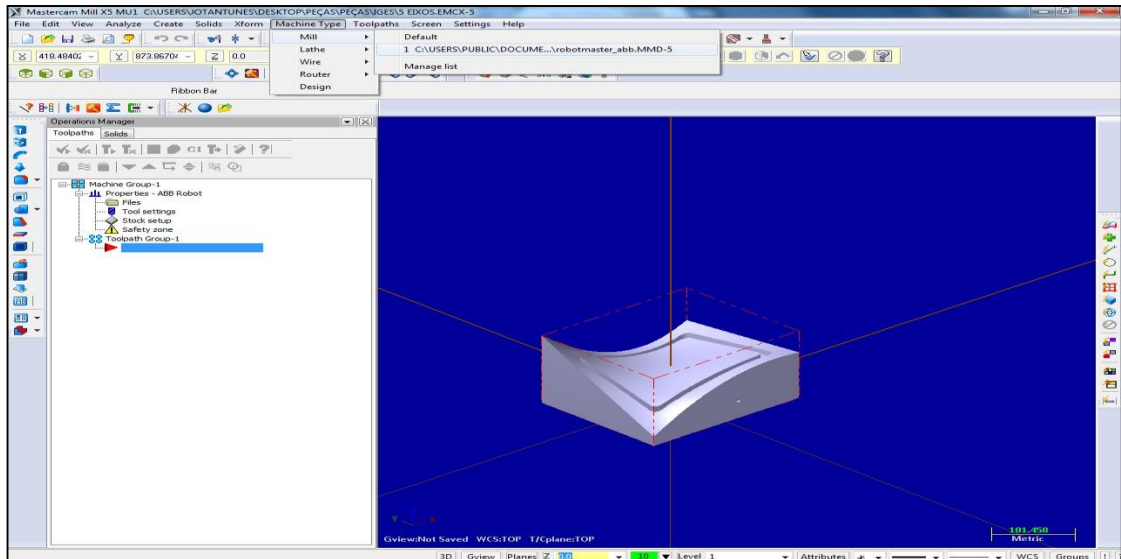 Mastercam Mill X5 MU1 C:\USERS\JOTANTUNES\DESKTOP\PEÇAS\PEÇAS\IGES\5 EIXOS.EMCX-5
File Edit View Analyze Create Solids Xform Machine Type Toolpaths Screen Settings Help
Mill
Default
Lathe
1 C:\USERS\PUBLIC\DOCUME...\robotmaster_abb.MMD-5
Wire
Manage list
Router
Design
X Y 873.86704 Z 0.0
Ribbon Bar
Operations Manager
Toolpaths Solids
G1
Machine Group-1
Properties - ABB Robot
Files
Tool settings
Stock setup
Safety zone
Toolpath Group-1
Y X
101.450
Metric
Gview:Not Saved WCS:TOP T/Cplane:TOP
3D Gview Planes Z 0.0 10 Level 1 Attributes WCS Groups